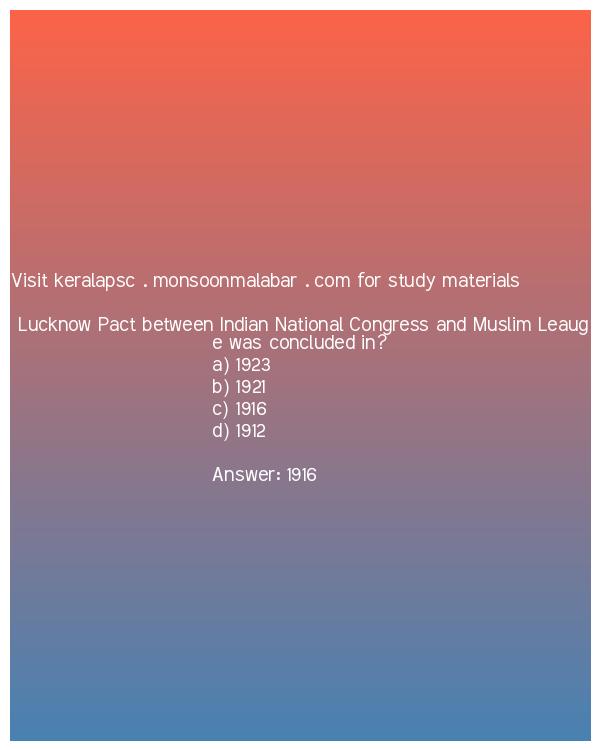 Visit keralapsc . monsoonmalabar . com for study materials
Lucknow Pact between Indian National Congress and Muslim Leaug
e was concluded in?
a) 1923
b) 1921
c) 1916
d) 1912
Answer: 1916